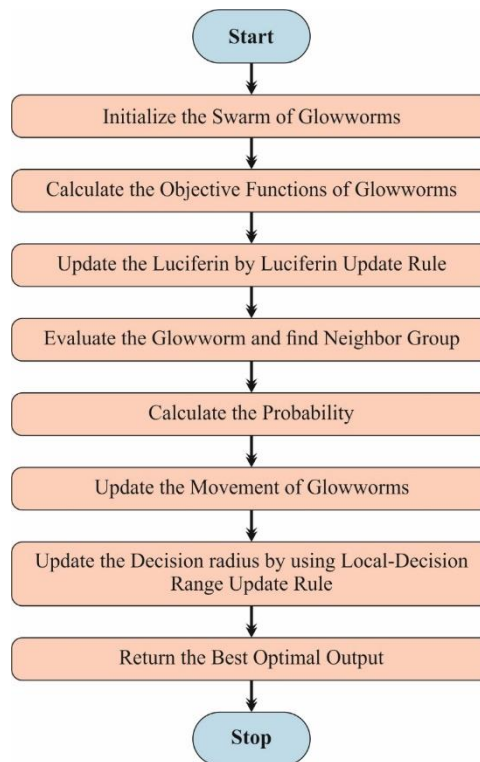 Start
Initialize the Swarm of Glowworms
Calculate the Objective Functions of Glowworms
Update the Luciferin by Luciferin Update Rule
Evaluate the Glowworm and find Neighbor Group
Calculate the Probability
Update the Movement of Glowworms
Update the Decision radius by using Local-Decision
Range Update Rule
Return the Best Optimal Output
Stop